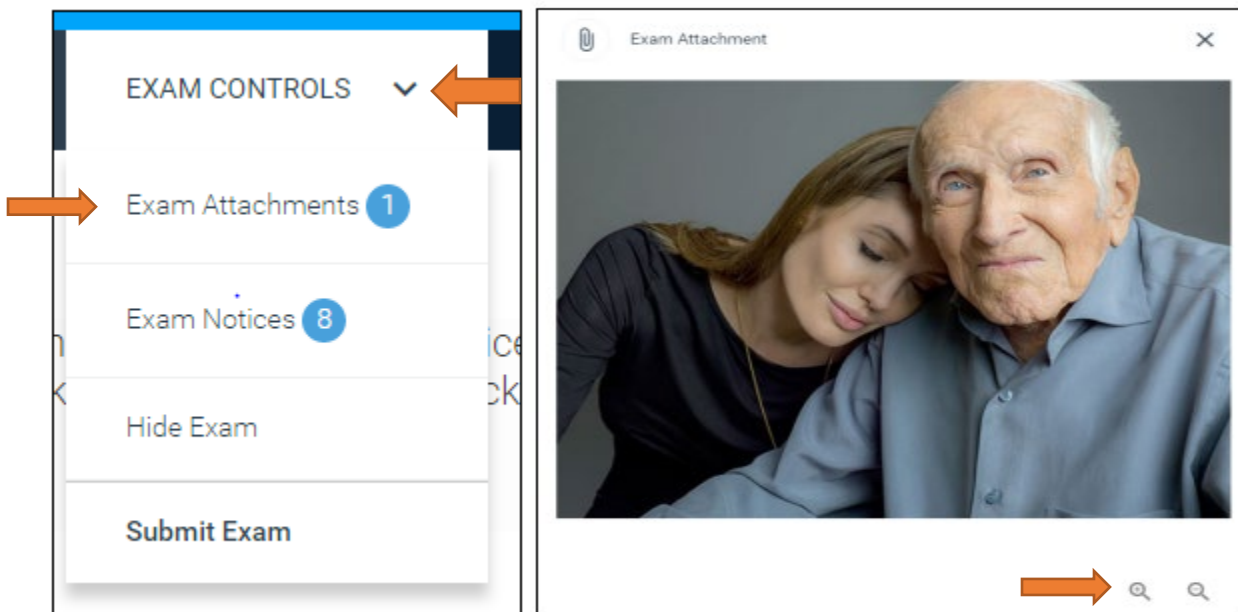 EXAM CONTROLS
Exam Attachments 1
Exam Notices 8
Hide Exam
Submit Exam
Exam Attachment